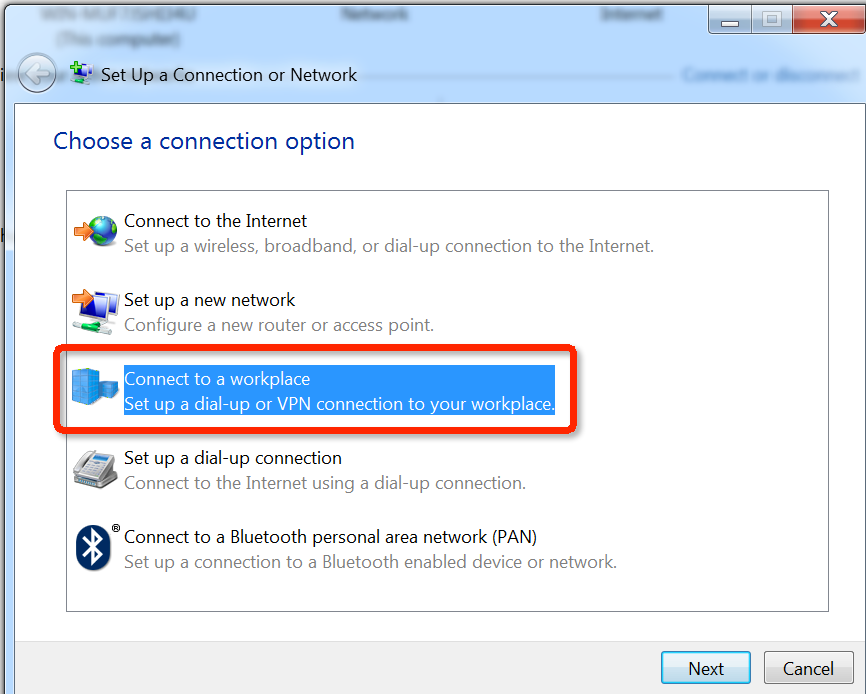 (This computer)
Network
Internet
Connect or disconnect
Set Up a Connection or Network
Choose a connection option
Connect to the Internet
Set up a wireless, broadband, or dial-up connection to the Internet.
Set up a new network
Configure a new router or access point.
Connect to a workplace
Set up a dial-up or VPN connection to your workplace.
Set up a dial-up connection
Connect to the Internet using a dial-up connection.
®
Connect to a Bluetooth personal area network (PAN)
Set up a connection to a Bluetooth enabled device or network.
Next
Cancel